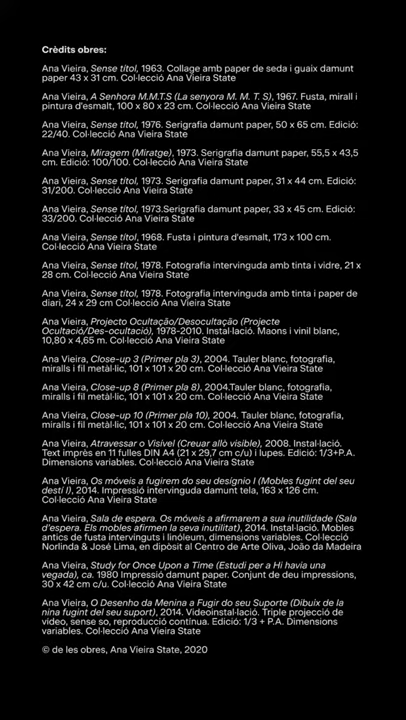 Crèdits obres:
Ana Vieira, Sense títol, 1963. Collage amb paper de seda i guaix damunt
paper 43 x 31 cm. Col·lecció Ana Vieira State
Ana Vieira, A Senhora M.M.T.S (La senyora M. M. T. S), 1967. Fusta, mirall i
pintura d'esmalt, 100 x 80 x 23 cm. Col·lecció Ana Vieira State
Ana Vieira, Sense títol, 1976. Serigrafia damunt paper, 50 x 65 cm. Edició:
22/40. Col·lecció Ana Vieira State
Ana Vieira, Miragem (Miratge), 1973. Serigrafia damunt paper, 55,5 x 43,5
cm. Edició: 100/100. Col·lecció Ana Vieira State
Ana Vieira, Sense títol, 1973. Serigrafia damunt paper, 31 x 44 cm. Edició:
31/200. Col·lecció Ana Vieira State
Ana Vieira, Sense títol, 1973.Serigrafia damunt paper, 33 x 45 cm. Edició:
33/200. Col·lecció Ana Vieira State
Ana Vieira, Sense títol, 1968. Fusta i pintura d'esmalt, 173 x 100 cm.
Col·lecció Ana Vieira State
Ana Vieira, Sense títol, 1978. Fotografia intervinguda amb tinta i vidre, 21 x
28 cm. Col·lecció Ana Vieira State
Ana Vieira, Sense títol, 1978. Fotografia intervinguda amb tinta i paper de
diari, 24 x 29 cm Col·lecció Ana Vieira State
Ana Vieira, Projecto Ocultação/Desocultação (Projecte
Ocultació/Des-ocultació), 1978-2010. Instal·lació. Maons i vinil blanc,
10,80 x 4,65 m. Col·lecció Ana Vieira State
Ana Vieira, Close-up 3 (Primer pla 3), 2004. Tauler blanc, fotografia,
miralls i fil metàl·lic, 101 x 101 x 20 cm. Col·lecció Ana Vieira State
Ana Vieira, Close-up 8 (Primer pla 8), 2004.Tauler blanc, fotografia,
miralls i fil metàl·lic, 101 x 101 x 20 cm. Col·lecció Ana Vieira State
Ana Vieira, Close-up 10 (Primer pla 10), 2004. Tauler blanc, fotografia,
miralls i fil metàl·lic, 101 x 101 x 20 cm. Col·lecció Ana Vieira State
Ana Vieira, Atravessar o Visível (Creuar allò visible), 2008. Instal·lació.
Text imprès en 11 fulles DIN A4 (21 x 29,7 cm c/u) i lupes. Edició: 1/3+P.A.
Dimensions variables. Col·lecció Ana Vieira State
Ana Vieira, Os móveis a fugirem do seu desígnio I (Mobles fugint del seu
destí I), 2014. Impressió intervinguda damunt tela, 163 x 126 cm.
Col·lecció Ana Vieira State
Ana Vieira, Sala de espera. Os móveis a afirmarem a sua inutilidade (Sala
d'espera. Els mobles afirmen la seva inutilitat), 2014. Instal·lació. Mobles
antics de fusta intervinguts i linóleum, dimensions variables. Col·lecció
Norlinda & José Lima, en dipòsit al Centro de Arte Oliva, João da Madeira
Ana Vieira, Study for Once Upon a Time (Estudi per a Hi havia una
vegada), ca. 1980 Impressió damunt paper. Conjunt de deu impressions,
30 x 42 cm c/u. Col·lecció Ana Vieira State
Ana Vieira, O Desenho da Menina a Fugir do seu Suporte (Dibuix de la
nina fugint del seu suport), 2014. Videoinstal·lació. Triple projecció de
vídeo, sense so, reproducció contínua. Edició: 1/3 + P.A. Dimensions
variables. Col·lecció Ana Vieira State
© de les obres, Ana Vieira State, 2020